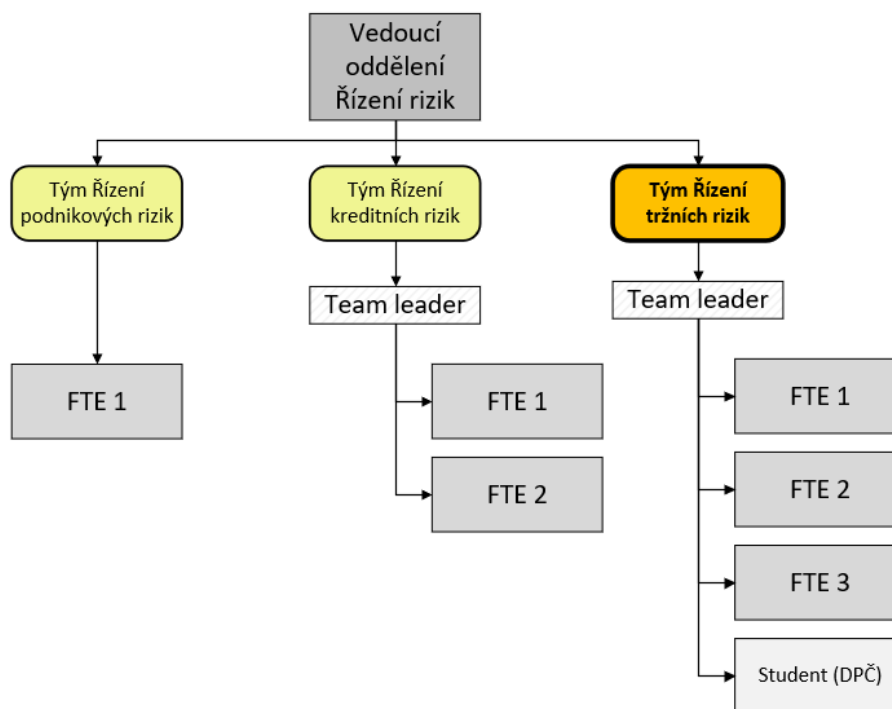 Vedoucí
oddělení
Řízení rizik
Tým Řízení
podnikových rizik
Tým Řízení
kreditních rizik
Tým Řízení
tržních rizik
Team leader
Team leader
FTE 1
FTE 1
FTE 2
FTE 1
FTE 2
FTE 3
Student (DPČ)